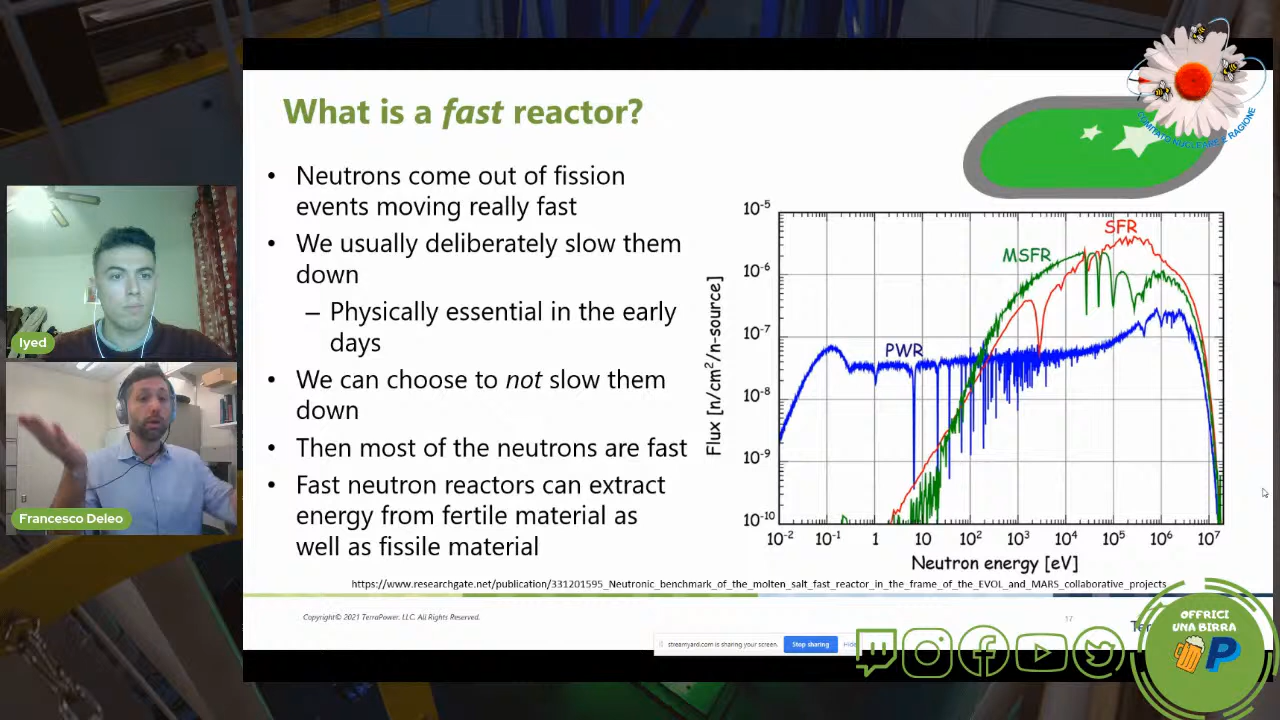 COMITATO NUCLEARE E RAGIONE
What is a fast reactor?
• Neutrons come out of fission
events moving really fast
• We usually deliberately slow them
down
– Physically essential in the early
days
• We can choose to not slow them
down
• Then most of the neutrons are fast
• Fast neutron reactors can extract
energy from fertile material as
well as fissile material
Iyed
Francesco Deleo
10⁻⁵
10⁻⁶
10⁻⁷
10⁻⁸
10⁻⁹
10⁻¹⁰
Flux [n/cm²/n-source]
SFR
MSFR
PWR
10⁻² 10⁻¹ 1 10 10² 10³ 10⁴ 10⁵ 10⁶ 10⁷
Neutron energy [eV]
https://www.researchgate.net/publication/331201595_Neutronic_benchmark_of_the_molten_salt_fast_reactor_in_the_frame_of_the_EVOL_and_MARS_collaborative_projects
Copyright© 2021 TerraPower, LLC. All Rights Reserved.
17
streamyard.com is sharing your screen.
Stop sharing
Hide
OFFRICI
UNA BIRRA